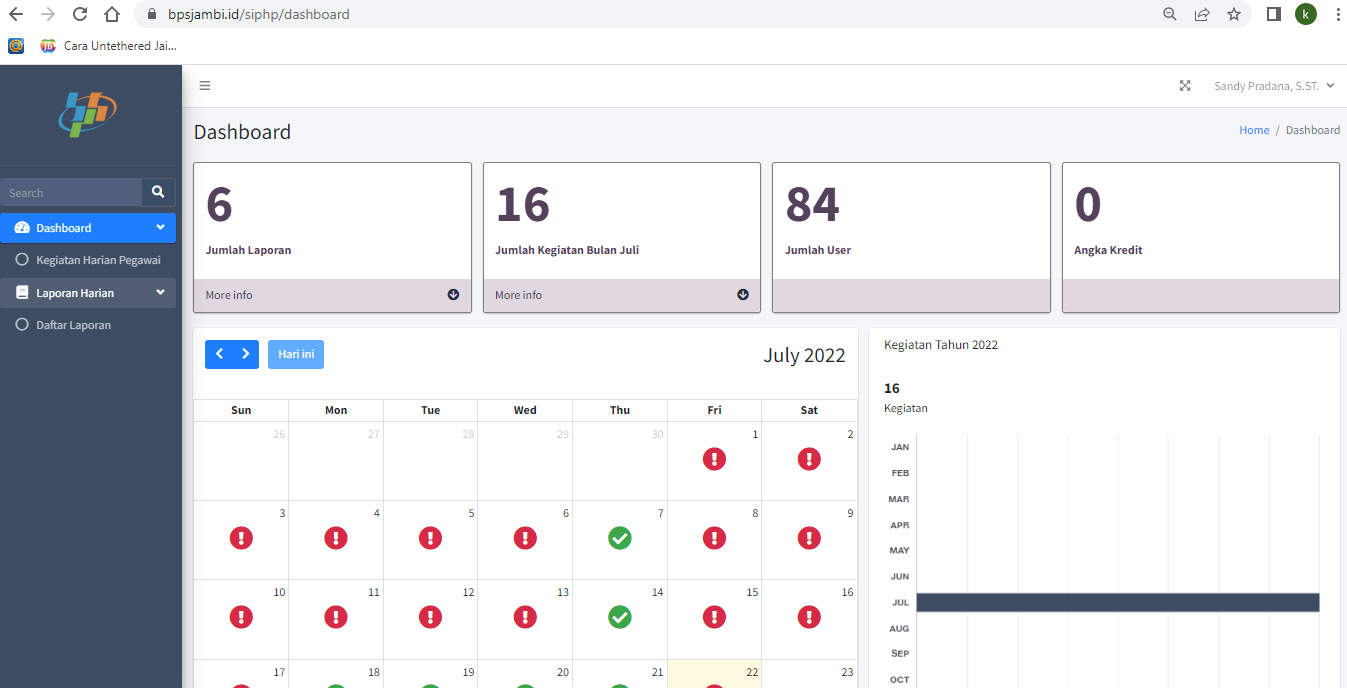 bpsjambi.id/siphp/dashboard
k
Cara Untethered Jai...
Sandy Pradana, S.ST.
Dashboard
Home / Dashboard
Search
Dashboard
Kegiatan Harian Pegawai
Laporan Harian
Daftar Laporan
6
Jumlah Laporan
More info
16
Jumlah Kegiatan Bulan Juli
More info
84
Jumlah User
0
Angka Kredit
Hari ini
July 2022
Sun Mon Tue Wed Thu Fri Sat
26 27 28 29 30 1 2
3 4 5 6 7 8 9
10 11 12 13 14 15 16
17 18 19 20 21 22 23
Kegiatan Tahun 2022
16
Kegiatan
JAN
FEB
MAR
APR
MAY
JUN
JUL
AUG
SEP
OCT